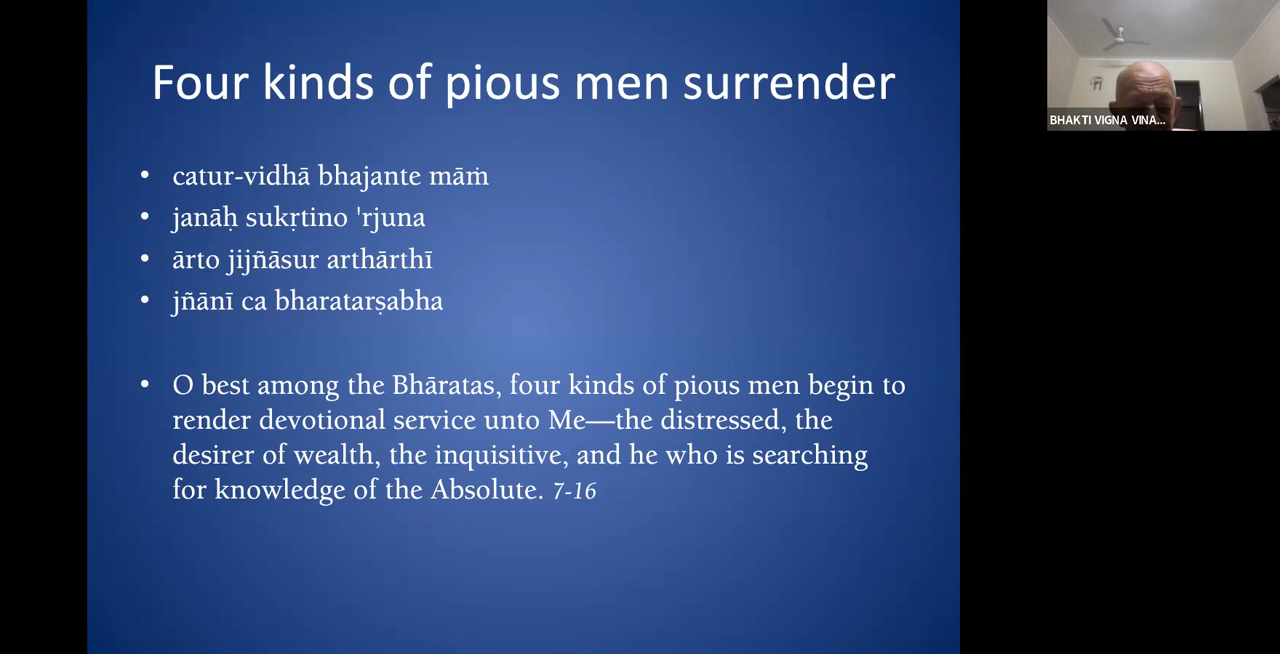 Four kinds of pious men surrender
• catur-vidhā bhajante māṁ
• janāḥ sukṛtino 'rjuna
• ārto jijñāsur arthārthī
• jñānī ca bharatarṣabha
• O best among the Bhāratas, four kinds of pious men begin to
render devotional service unto Me—the distressed, the
desirer of wealth, the inquisitive, and he who is searching
for knowledge of the Absolute. 7-16
BHAKTI VIGNA VINA...